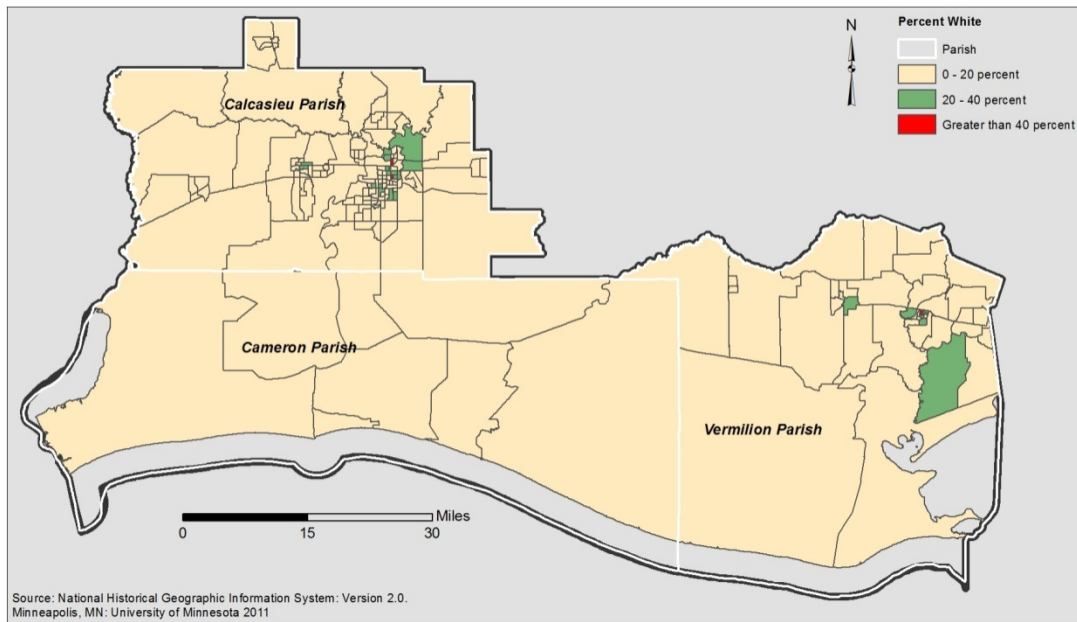 N
Percent White
Parish
0 - 20 percent
20 - 40 percent
Greater than 40 percent
Calcasieu Parish
Cameron Parish
Vermilion Parish
Miles
0 15 30
Source: National Historical Geographic Information System: Version 2.0.
Minneapolis, MN: University of Minnesota 2011